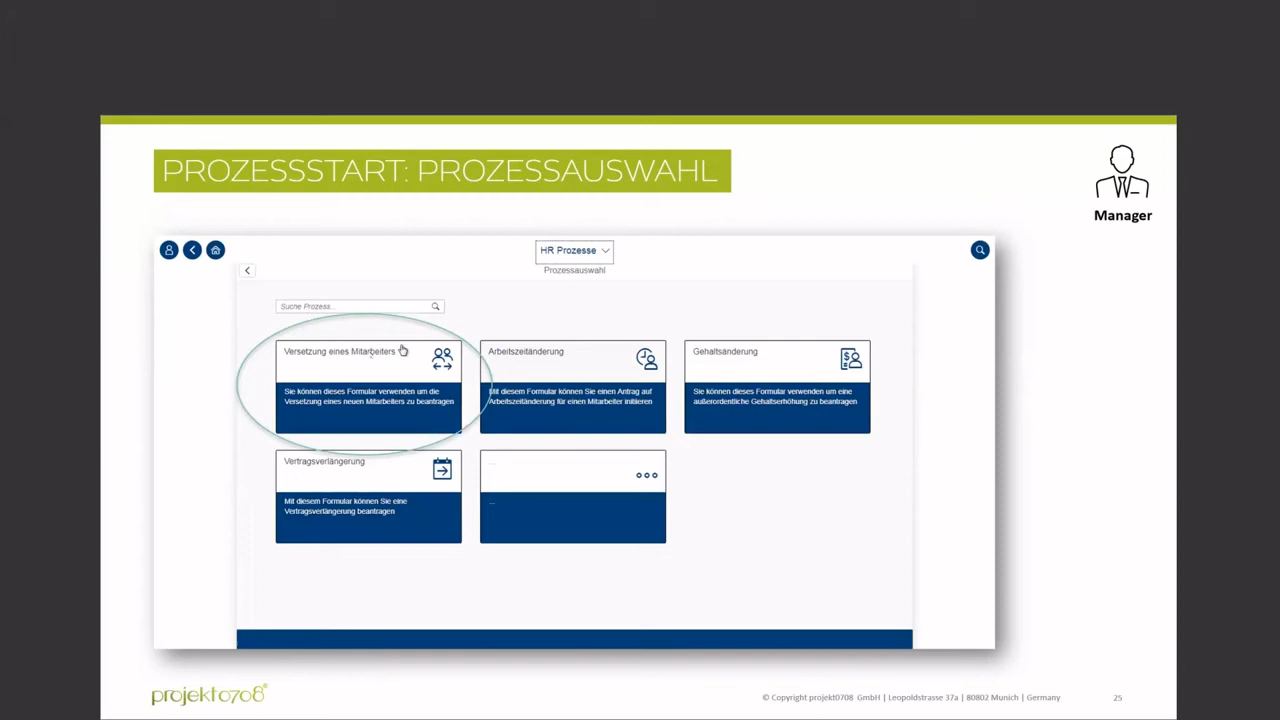 PROZESSSTART: PROZESSAUSWAHL
Manager
HR Prozesse
Prozessauswahl
Suche Prozess.
Versetzung eines Mitarbeiters
Sie können dieses Formular verwenden um die
Versetzung eines neuen Mitarbeiters zu beantragen
Arbeitszeitänderung
Mit diesem Formular können Sie einen Antrag auf
Arbeitszeitänderung für einen Mitarbeiter initiieren
Gehaltsänderung
Sie können dieses Formular verwenden um eine
außerordentliche Gehaltserhöhung zu beantragen
Vertragsverlängerung
Mit diesem Formular können Sie eine
Vertragsverlängerung beantragen
...
...
projekt0708®
© Copyright projekt0708 GmbH | Leopoldstrasse 37a | 80802 Munich | Germany
25